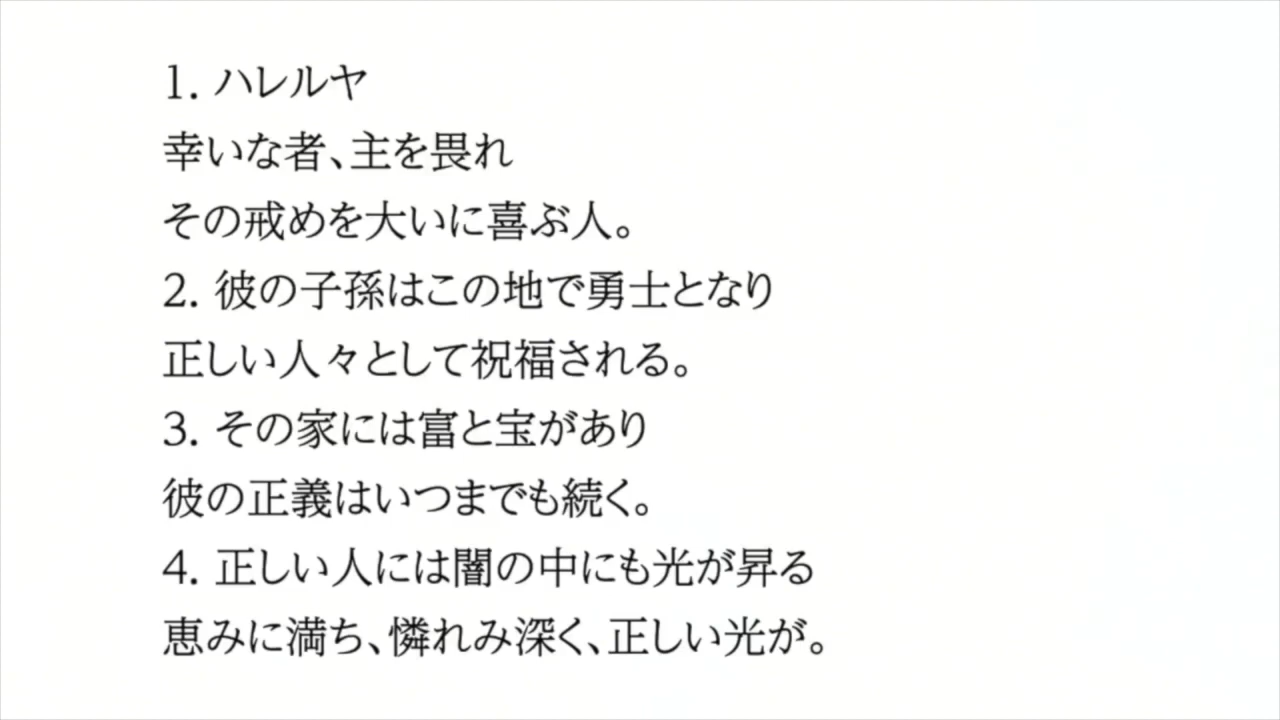 1. ハレルヤ
幸いな者、主を畏れ
その戒めを大いに喜ぶ人。
2. 彼の子孫はこの地で勇士となり
正しい人々として祝福される。
3. その家には富と宝があり
彼の正義はいつまでも続く。
4. 正しい人には闇の中にも光が昇る
恵みに満ち、憐れみ深く、正しい光が。